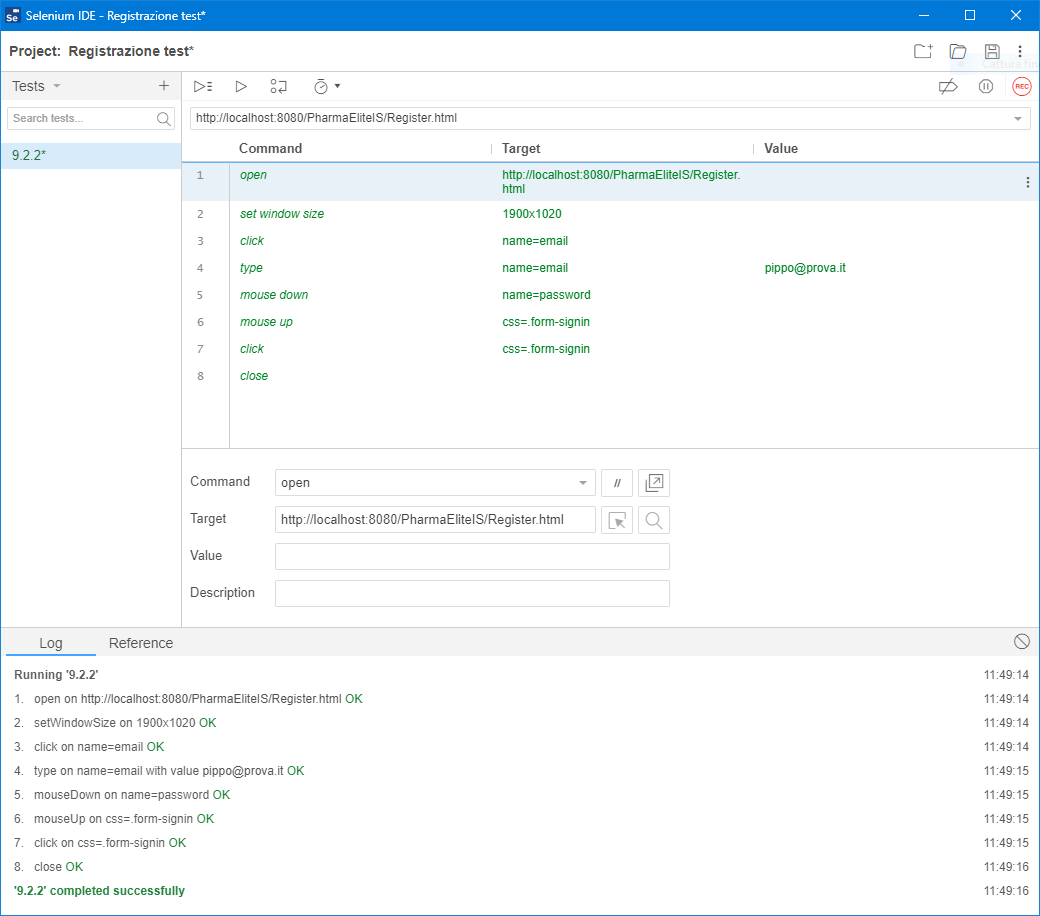 Selenium IDE - Registrazione test*
Project: Registrazione test*
Tests
Search tests...
9.2.2*
REC
http://localhost:8080/PharmaEliteIS/Register.html
Command Target Value
1 open http://localhost:8080/PharmaEliteIS/Register.
html
2 set window size 1900x1020
3 click name=email
4 type name=email pippo@prova.it
5 mouse down name=password
6 mouse up css=.form-signin
7 click css=.form-signin
8 close
Command open //
Target http://localhost:8080/PharmaEliteIS/Register.html
Value
Description
Log Reference
Running '9.2.2' 11:49:14
1. open on http://localhost:8080/PharmaEliteIS/Register.html OK 11:49:14
2. setWindowSize on 1900x1020 OK 11:49:14
3. click on name=email OK 11:49:14
4. type on name=email with value pippo@prova.it OK 11:49:15
5. mouseDown on name=password OK 11:49:15
6. mouseUp on css=.form-signin OK 11:49:15
7. click on css=.form-signin OK 11:49:15
8. close OK 11:49:16
'9.2.2' completed successfully 11:49:16